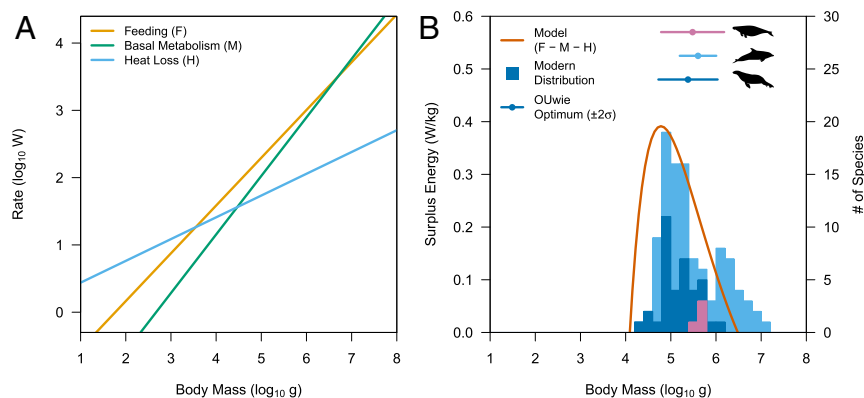 A
Feeding (F)
Basal Metabolism (M)
Heat Loss (H)
Rate (log10 W)
4
3
2
1
0
1 2 3 4 5 6 7 8
Body Mass (log10 g)
B
Model
(F − M − H)
Modern
Distribution
OUwie
Optimum (±2σ)
Surplus Energy (W/kg)
0.6
0.5
0.4
0.3
0.2
0.1
0.0
30
25
20
15
10
5
0
# of Species
1 2 3 4 5 6 7 8
Body Mass (log10 g)